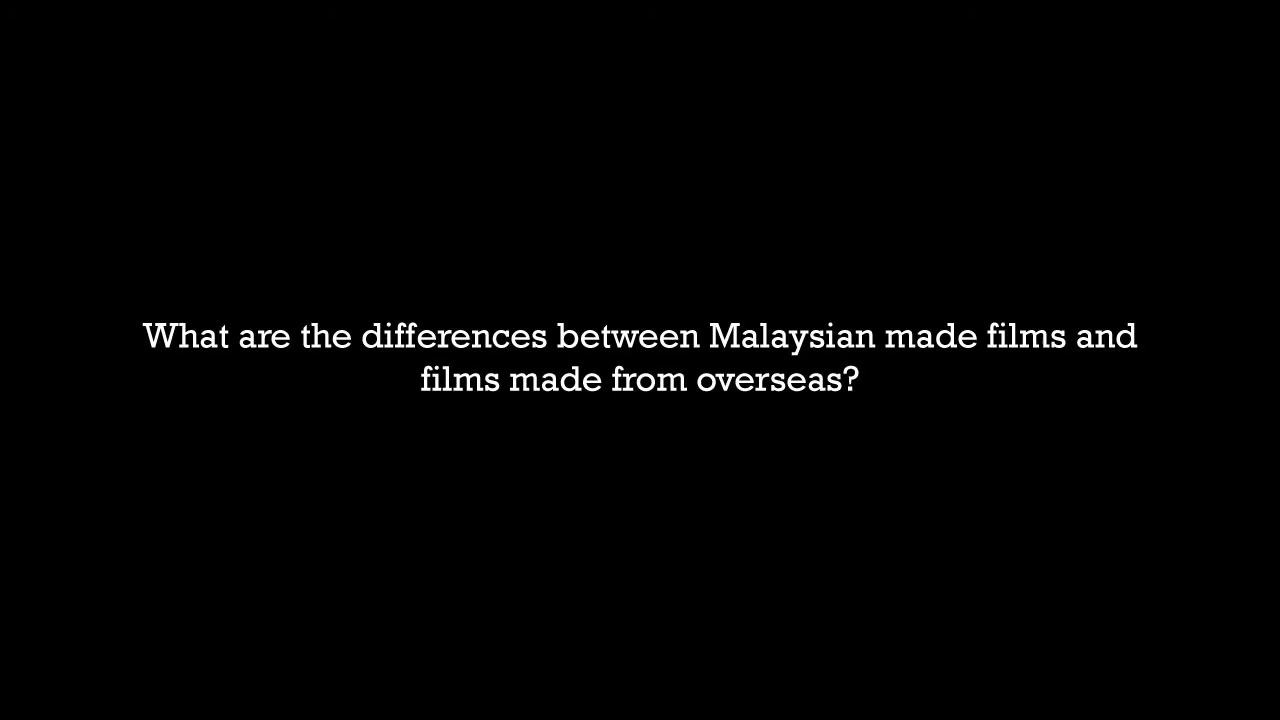 What are the differences between Malaysian made films and
films made from overseas?